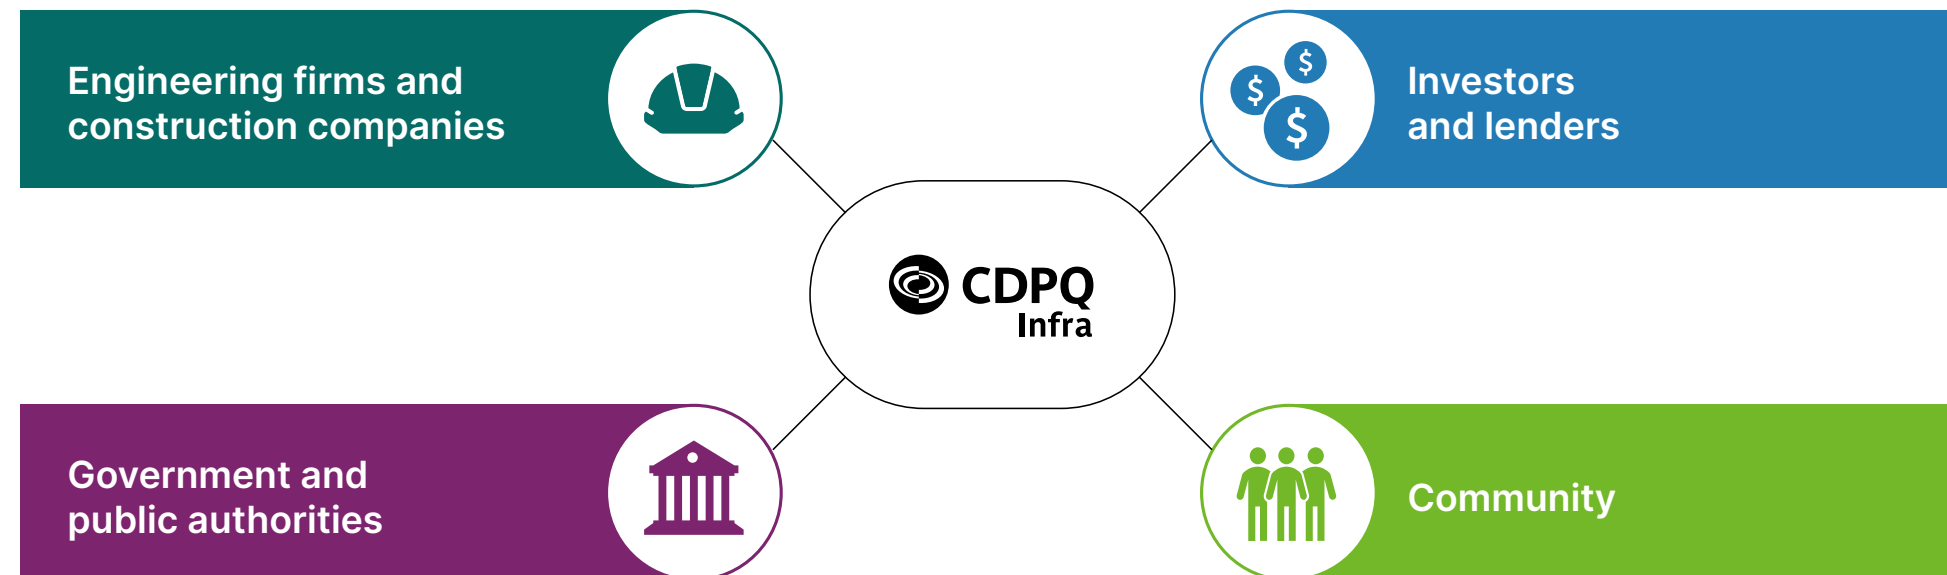 Engineering firms and
construction companies
$
$
$
Investors
and lenders
CDPQ
Infra
Government and
public authorities
Community